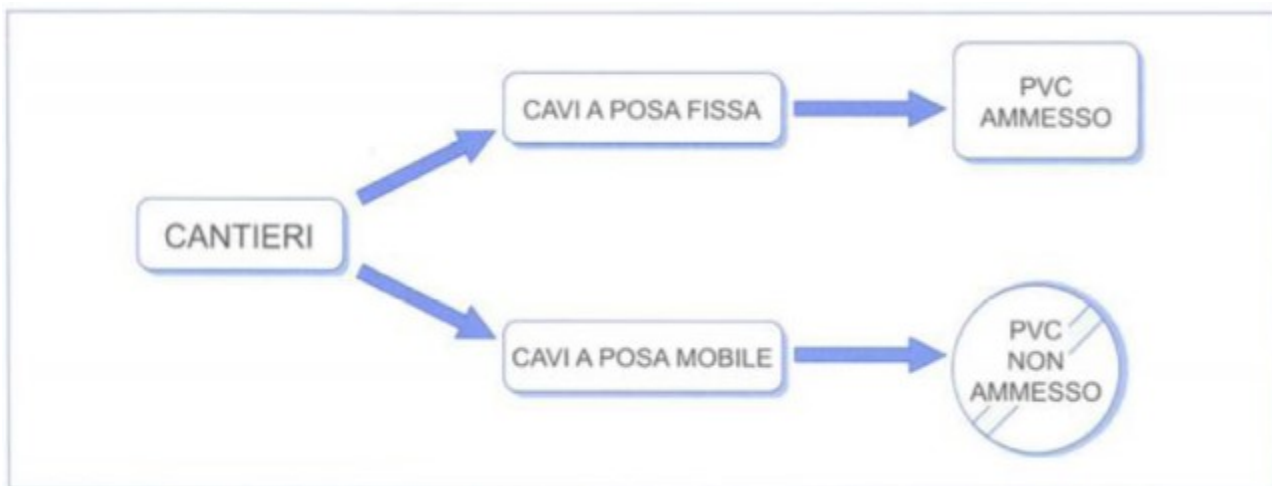 CANTIERI
CAVI A POSA FISSA
PVC
AMMESSO
CAVI A POSA MOBILE
PVC
NON
AMMESSO